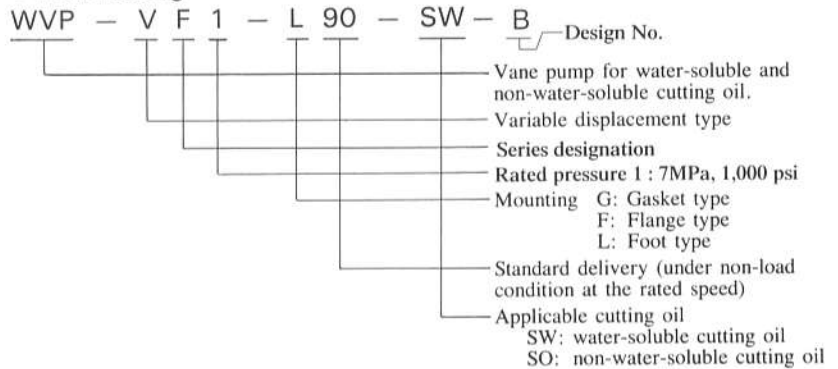 WVP – V F 1 – L 90 – SW – B
Design No.
Vane pump for water-soluble and
non-water-soluble cutting oil.
Variable displacement type
Series designation
Rated pressure 1 : 7MPa, 1,000 psi
Mounting G: Gasket type
F: Flange type
L: Foot type
Standard delivery (under non-load
condition at the rated speed)
Applicable cutting oil
SW: water-soluble cutting oil
SO: non-water-soluble cutting oil